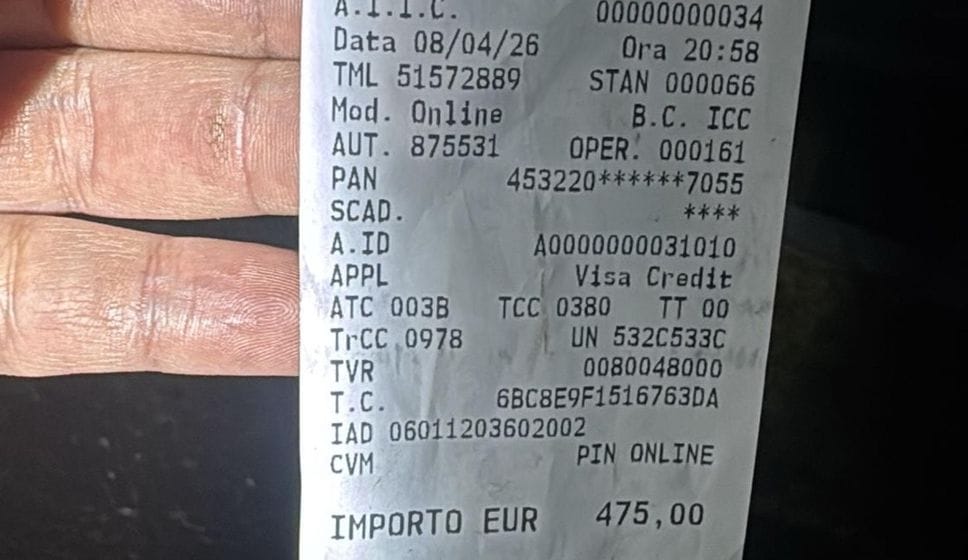 A.I.I.C. 00000000034
Data 08/04/26 Ora 20:58
TML 51572889 STAN 000066
Mod. Online B.C. ICC
AUT. 875531 OPER. 000161
PAN 453220******7055
SCAD. ****
A.ID A0000000031010
APPL Visa Credit
ATC 003B TCC 0380 TT 00
TrCC 0978 UN 532C533C
TVR 0080048000
T.C. 6BC8E9F1516763DA
IAD 06011203602002
CVM PIN ONLINE
IMPORTO EUR 475,00